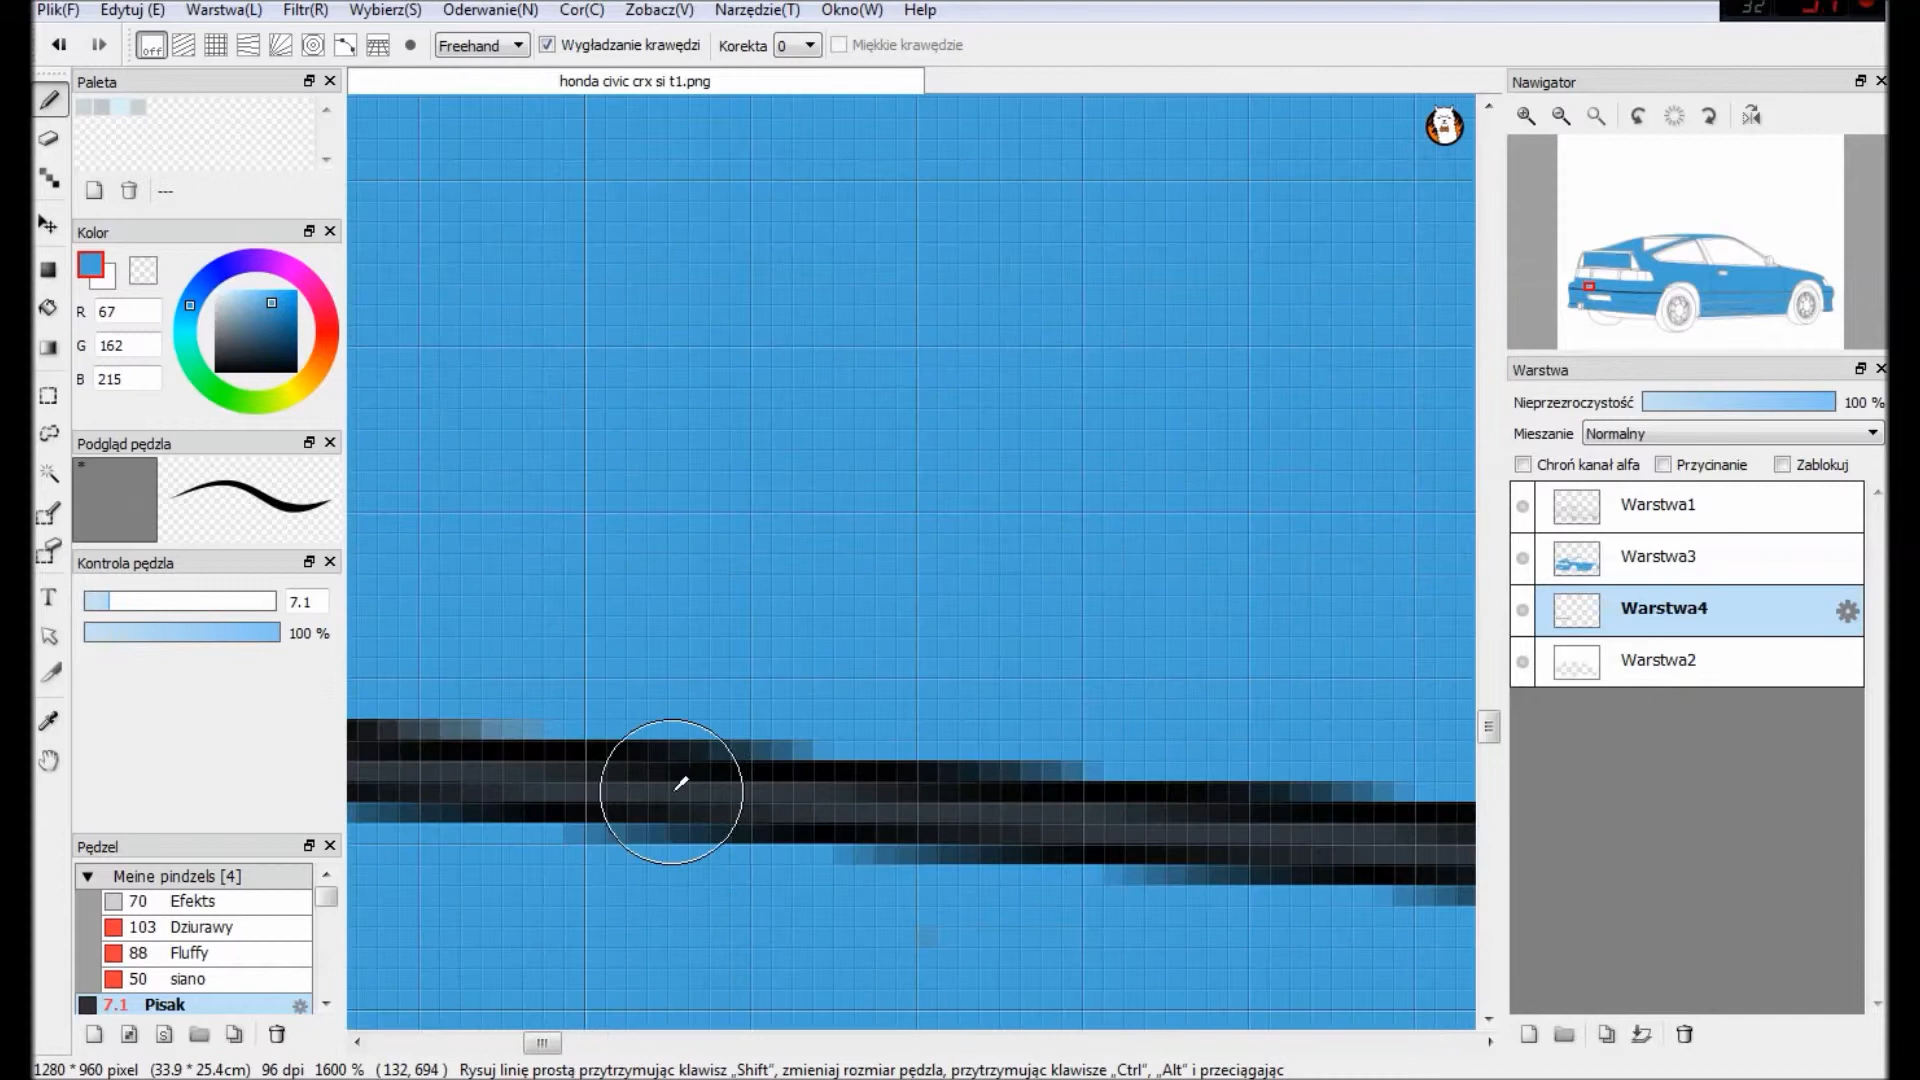 Plik(F) Edytuj (E) Warstwa(L) Filtr(R) Wybierz(S) Oderwanie(N) Cor(C) Zobacz(V) Narzędzie(T) Okno(W) Help
off Freehand Wygładzanie krawędzi Korekta 0 Miękkie krawędzie
Paleta
honda civic crx si t1.png
Nawigator
---
Kolor
R 67
G 162
B 215
Podgląd pędzla
*
Kontrola pędzla
7.1
100 %
Pędzel
Meine pindzels [4]
70 Efekts
103 Dziurawy
88 Fluffy
50 siano
7.1 Pisak
Warstwa
Nieprzezroczystość 100 %
Mieszanie Normalny
Chroń kanał alfa Przycinanie Zablokuj
Warstwa1
Warstwa3
Warstwa4
Warstwa2
1280 * 960 pixel (33.9 * 25.4cm) 96 dpi 1600 % ( 132, 694 ) Rysuj linię prostą przytrzymując klawisz „Shift”, zmieniaj rozmiar pędzla, przytrzymując klawisze „Ctrl”, „Alt” i przeciągając